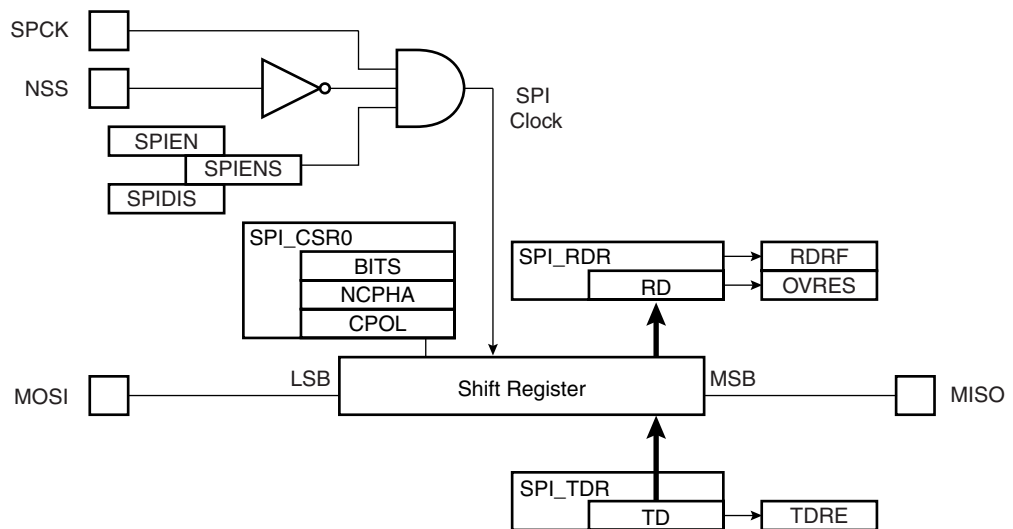 SPCK
NSS
SPI
Clock
SPIEN
SPIENS
SPIDIS
SPI_CSR0
BITS
NCPHA
CPOL
SPI_RDR
RD
RDRF
OVRES
MOSI
LSB
Shift Register
MSB
MISO
SPI_TDR
TD
TDRE